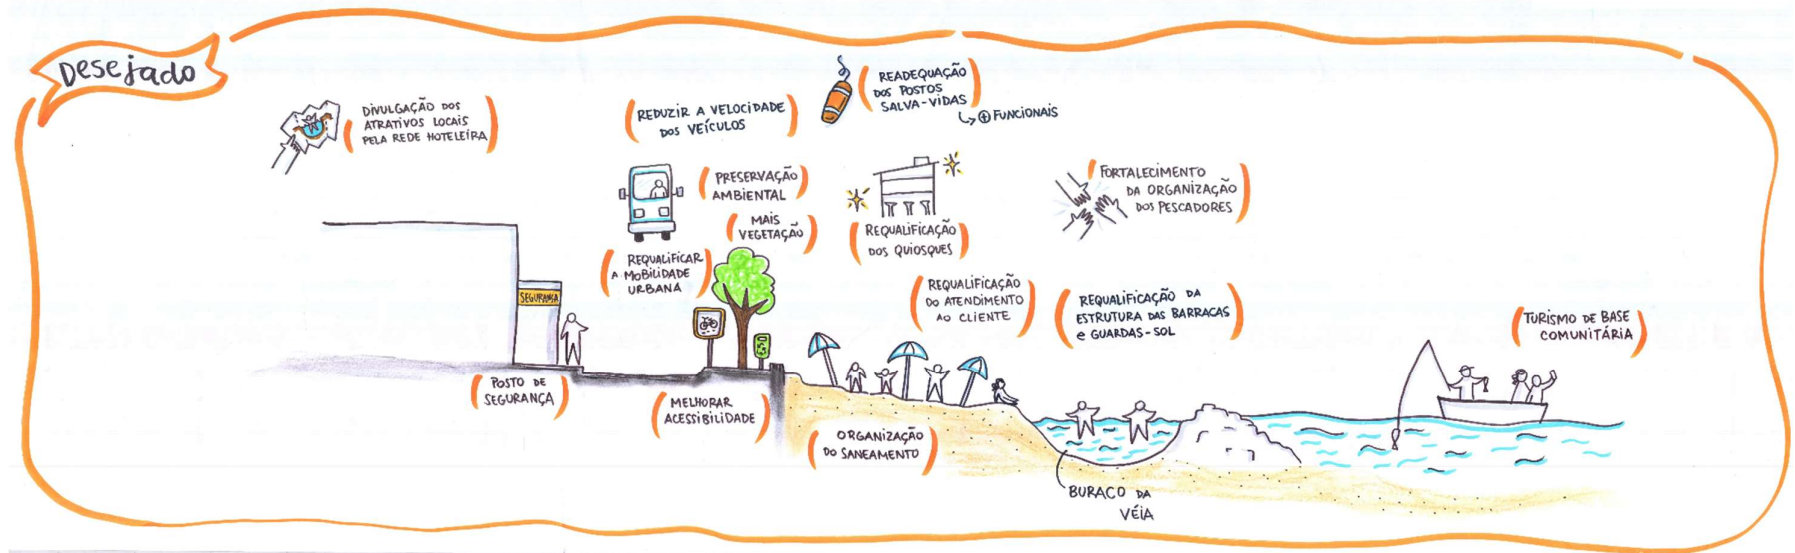 Desejado
DIVULGAÇÃO DOS
ATRATIVOS LOCAIS
PELA REDE HOTELEIRA
REDUZIR A VELOCIDADE
DOS VEÍCULOS
READEQUAÇÃO
DOS POSTOS
SALVA-VIDAS
↳ ⊕ FUNCIONAIS
PRESERVAÇÃO
AMBIENTAL
MAIS
VEGETAÇÃO
REQUALIFICAR
A MOBILIDADE
URBANA
REQUALIFICAÇÃO
DOS QUIOSQUES
FORTALECIMENTO
DA ORGANIZAÇÃO
DOS PESCADORES
SEGURANÇA
REQUALIFICAÇÃO
DO ATENDIMENTO
AO CLIENTE
REQUALIFICAÇÃO DA
ESTRUTURA DAS BARRACAS
e GUARDAS-SOL
TURISMO DE BASE
COMUNITÁRIA
POSTO DE
SEGURANÇA
MELHORAR
ACESSIBILIDADE
ORGANIZAÇÃO
DO SANEAMENTO
BURACO DA
VÉIA